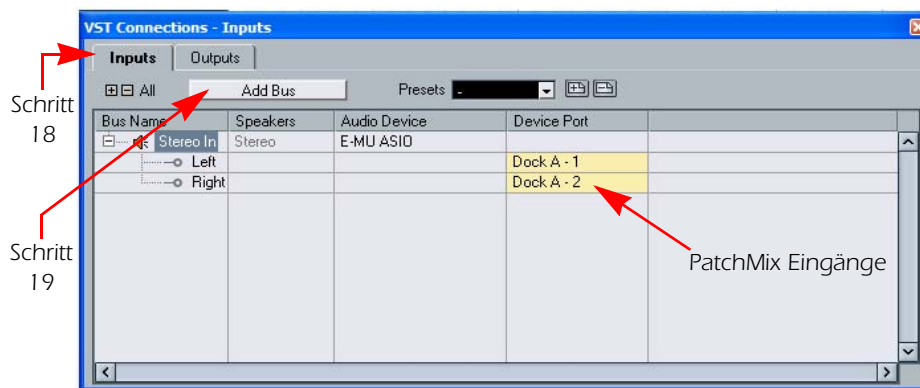 VST Connections - Inputs
Inputs Outputs
All Add Bus Presets -
Bus Name Speakers Audio Device Device Port
Stereo In Stereo E-MU ASIO
Left Dock A - 1
Right Dock A - 2
Schritt
18
Schritt
19
PatchMix Eingänge